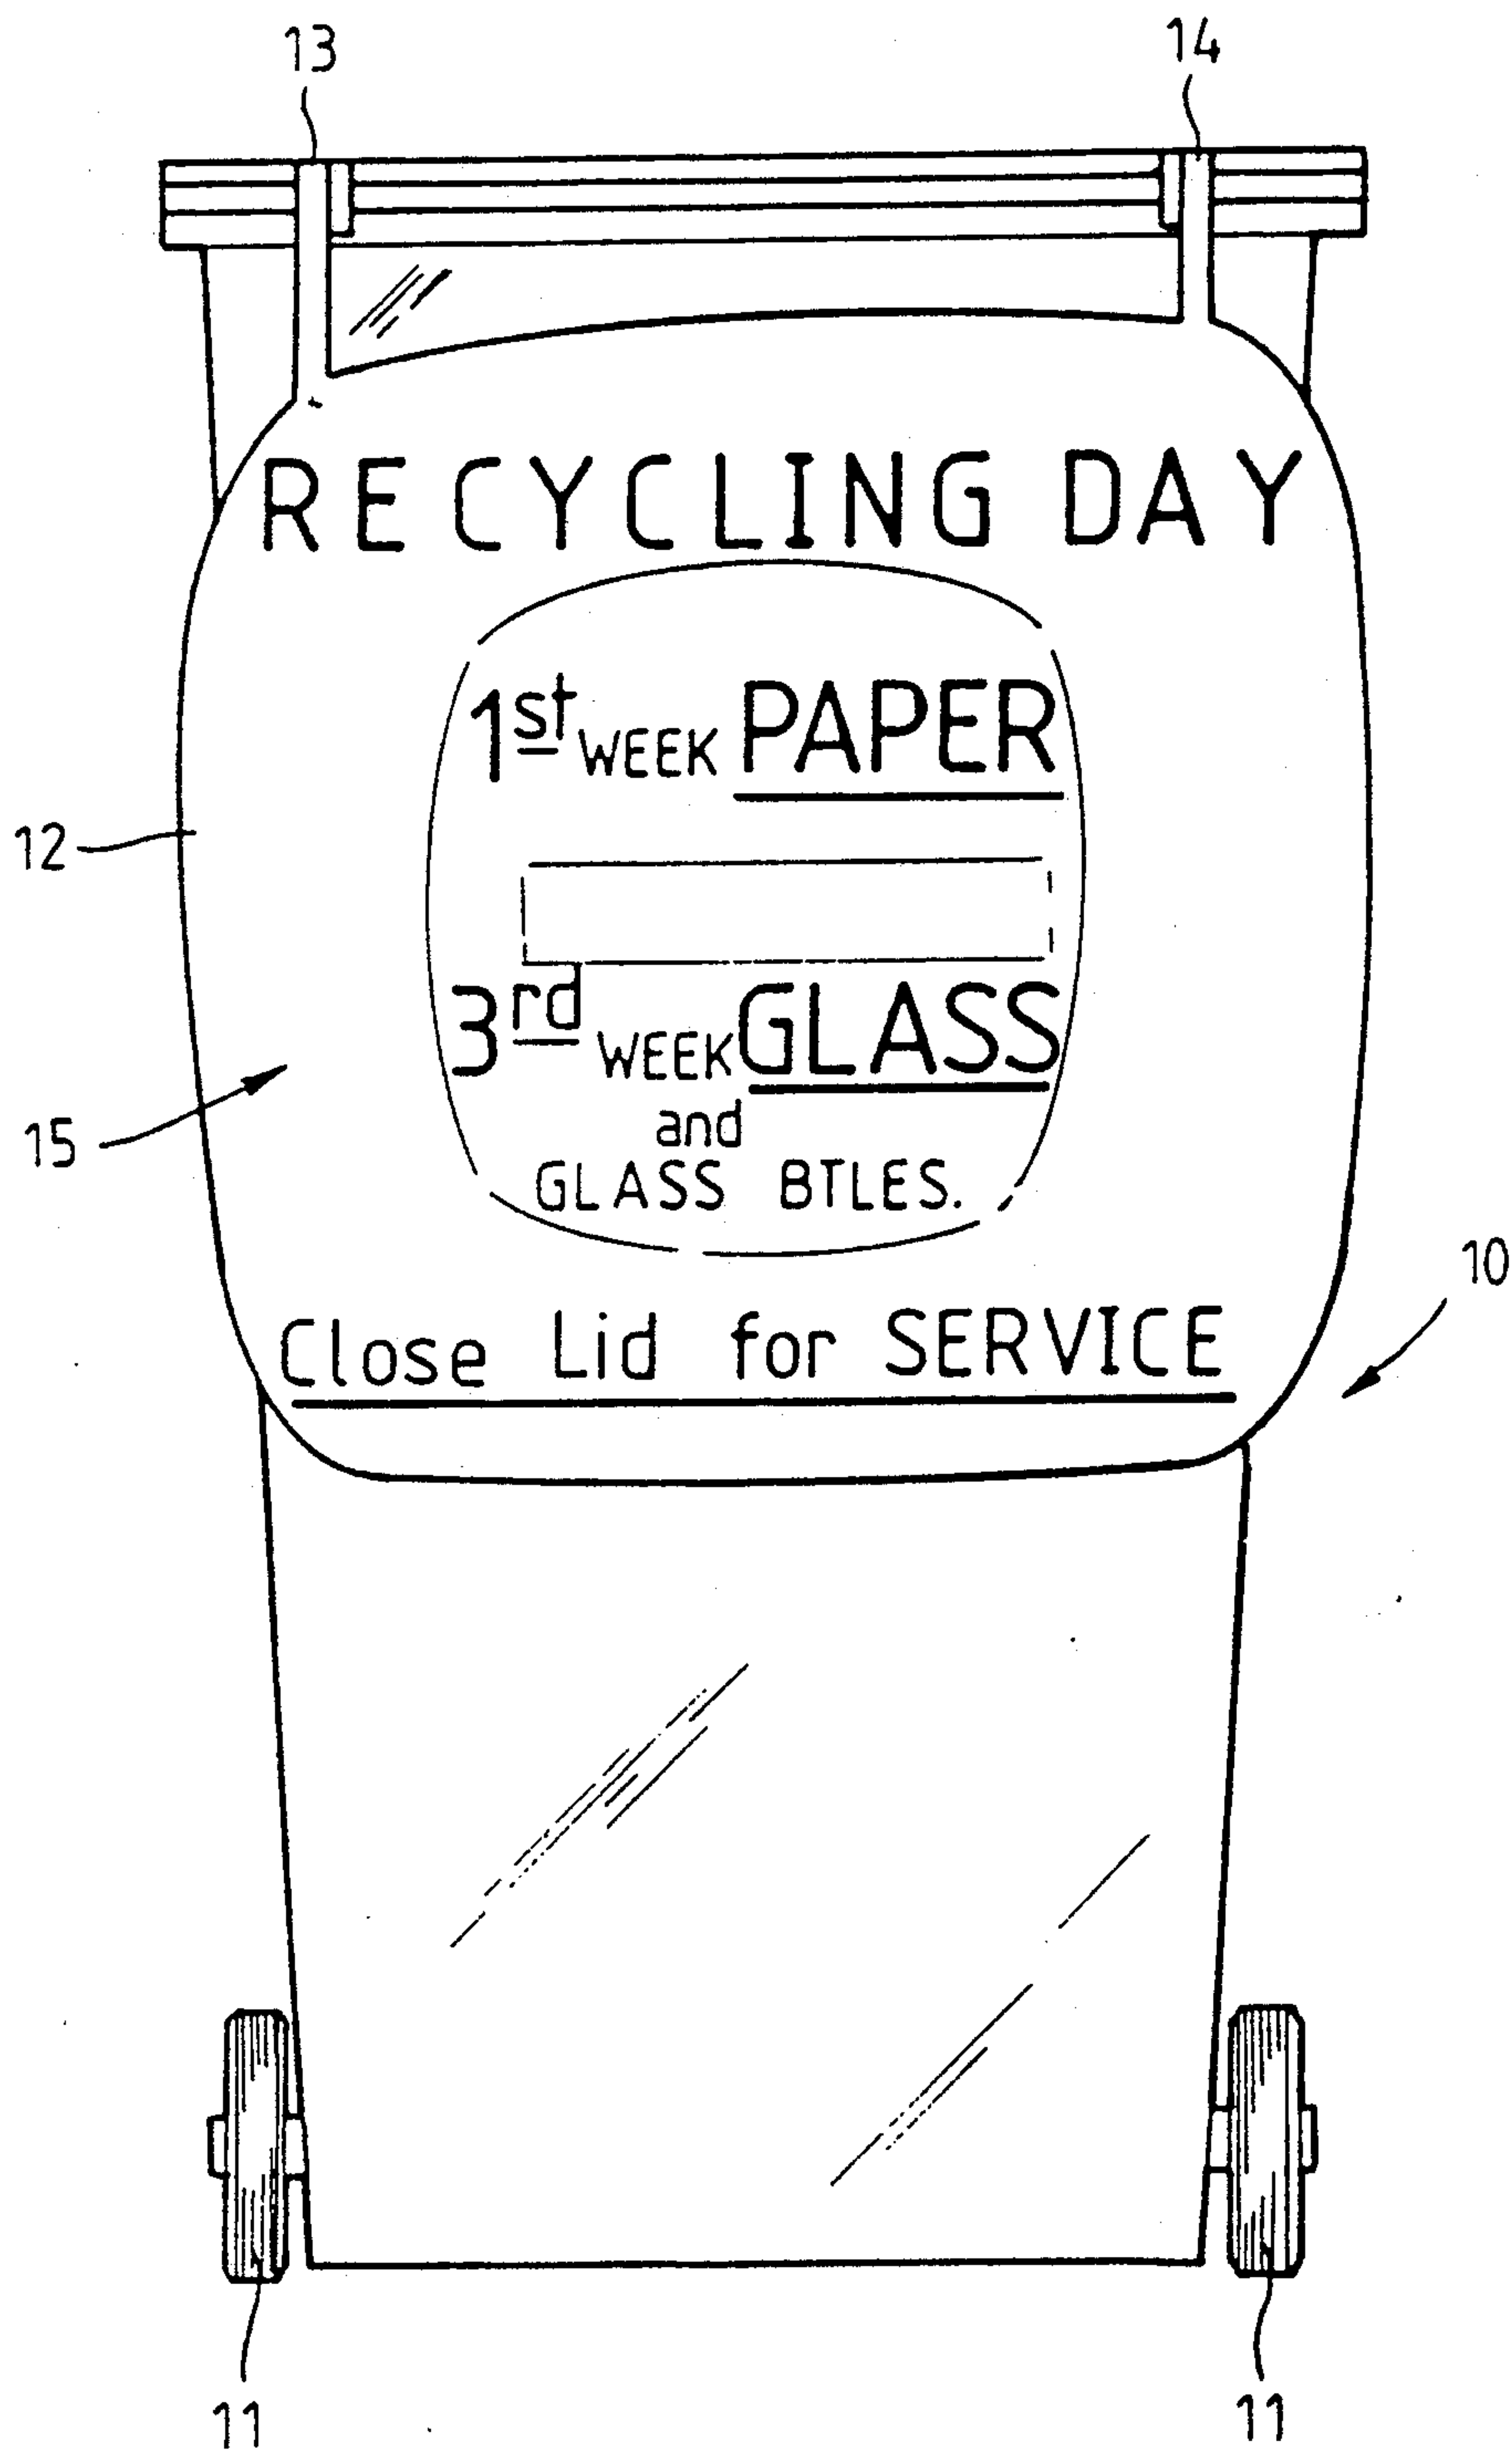 13 14
RECYCLING DAY
1st WEEK PAPER
12
3rd WEEK GLASS
and
15
GLASS BTLES.
10
Close Lid for SERVICE
11 11